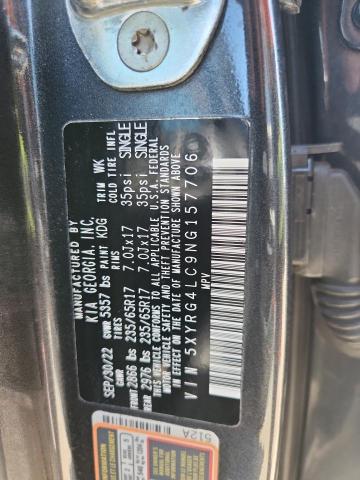 MANUFACTURED BY
KIA GEORGIA, INC.
SEP/30/22 PAINT KDG TRIM WK
GVWR 5357 lbs
GAWR TIRES RIMS COLD TIRE INFL
FRONT 2866 lbs 235/65R17 7.0Jx17 35psi SINGLE
REAR 2976 lbs 235/65R17 7.0Jx17 35psi SINGLE
THIS VEHICLE CONFORMS TO ALL APPLICABLE U.S.A. FEDERAL
MOTOR VEHICLE SAFETY AND THEFT PREVENTION STANDARDS
IN EFFECT ON THE DATE OF MANUFACTURE SHOWN ABOVE.
VIN 5XYRG4LC9NG157706
MPV
512A